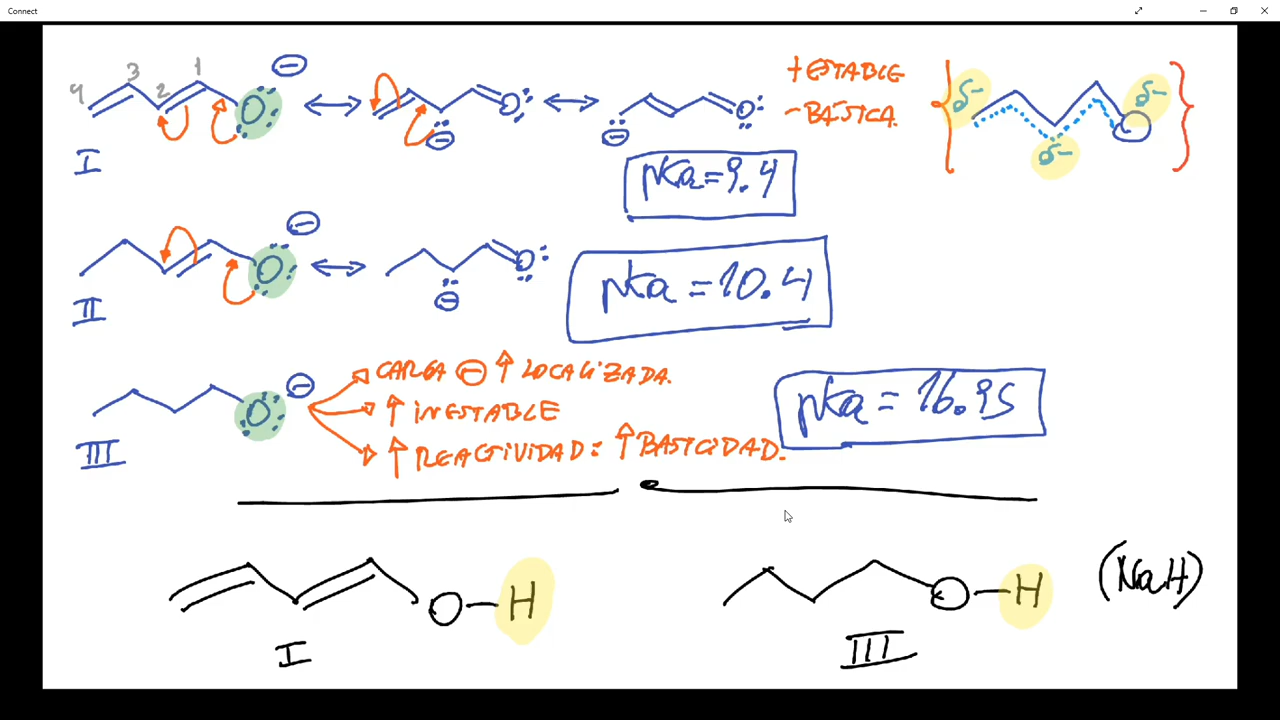 Connect
4 3 2 1 O ⊖ ↔ O: ⊖ ↔ ⊖ O: + ESTABLE
- BÁSICA.
δ- δ- δ-
I
pKa=9.4
O ⊖ ↔ ⊖ O:
II
pKa = 10.4
O ⊖
III
CARGA ⊖ ↑ LOCALIZADA.
↑ INESTABLE
↑ REACTIVIDAD: ↑ BASICIDAD.
pKa = 16.95
O-H O-H (NaH)
I III